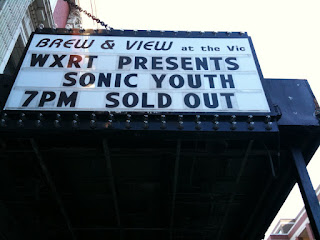 BREW & VIEW at the Vic
WXRT PRESENTS
SONIC YOUTH
7PM SOLD OUT